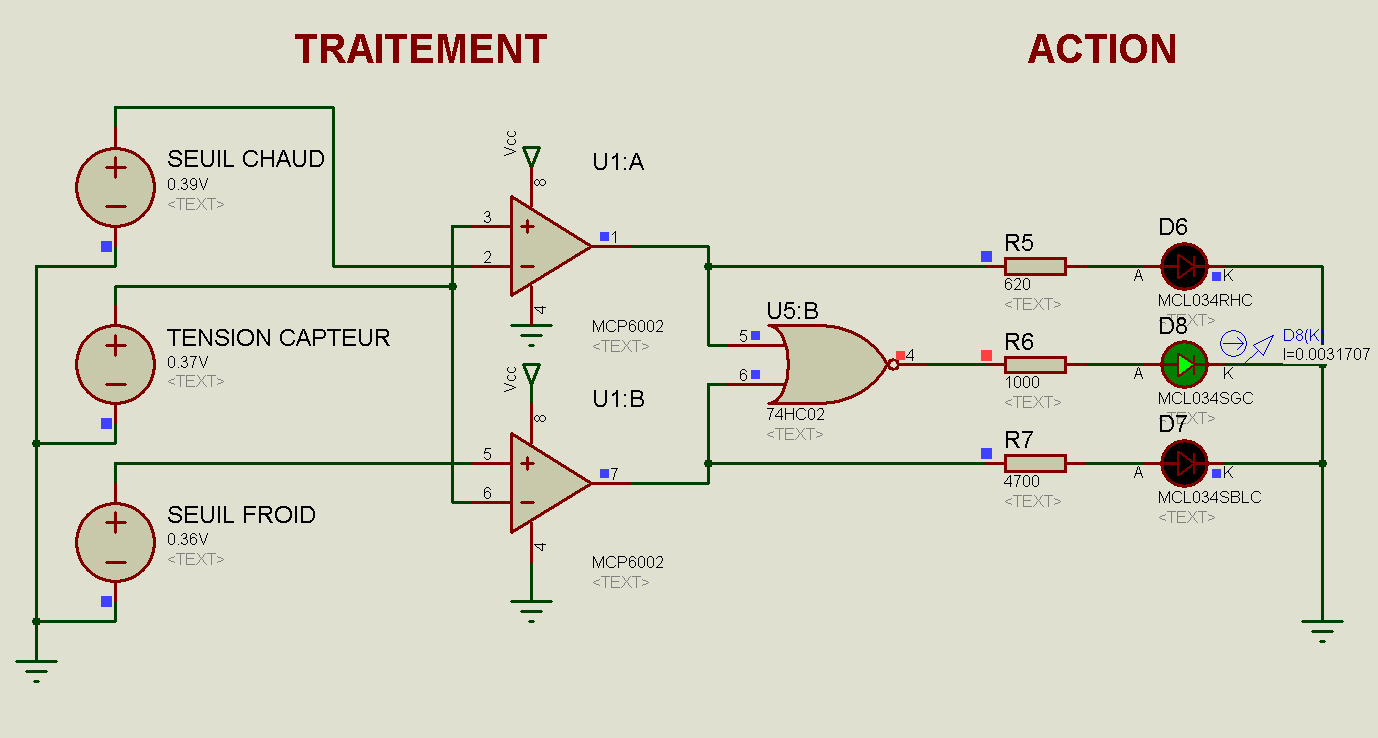 TRAITEMENT
ACTION
SEUIL CHAUD
0.39V
<TEXT>
TENSION CAPTEUR
0.37V
<TEXT>
SEUIL FROID
0.36V
<TEXT>
Vcc
8
U1:A
3
2
1
4
MCP6002
<TEXT>
Vcc
8
U1:B
5
6
7
4
MCP6002
<TEXT>
U5:B
5
6
4
74HC02
<TEXT>
R5
620
<TEXT>
R6
1000
<TEXT>
R7
4700
<TEXT>
D6
A
K
MCL034RHC
<TEXT>
D8
A
K
MCL034SGC
<TEXT>
D8(K)
I=0.0031707
D7
A
K
MCL034SBLC
<TEXT>